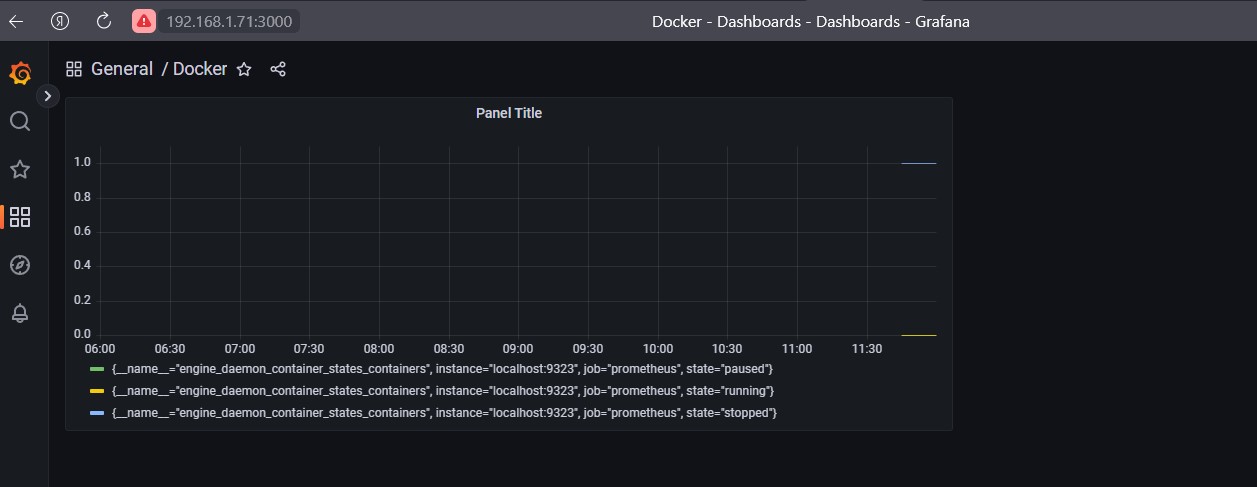 Я 192.168.1.71:3000 Docker - Dashboards - Dashboards - Grafana
General / Docker
Panel Title
1.0
0.8
0.6
0.4
0.2
0.0
06:00 06:30 07:00 07:30 08:00 08:30 09:00 09:30 10:00 10:30 11:00 11:30
{__name__="engine_daemon_container_states_containers", instance="localhost:9323", job="prometheus", state="paused"}
{__name__="engine_daemon_container_states_containers", instance="localhost:9323", job="prometheus", state="running"}
{__name__="engine_daemon_container_states_containers", instance="localhost:9323", job="prometheus", state="stopped"}